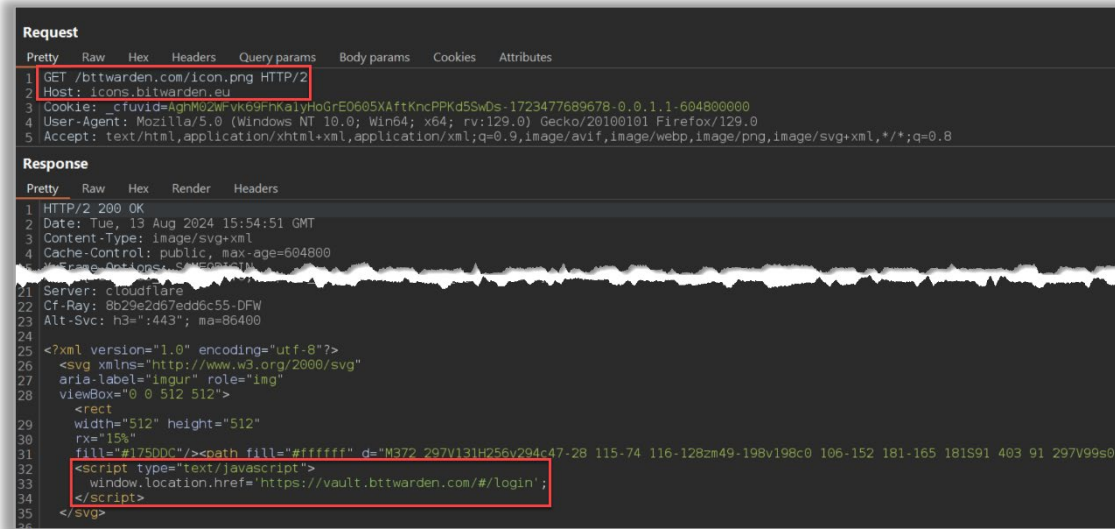 Request
Pretty Raw Hex Headers Query params Body params Cookies Attributes
1 GET /bttwarden.com/icon.png HTTP/2
2 Host: icons.bitwarden.eu
3 Cookie: _cfuvid=AghM02WFvk69FhKa1yHoGrEO605XAftKncPPKd5SwDs-1723477689678-0.0.1.1-604800000
4 User-Agent: Mozilla/5.0 (Windows NT 10.0; Win64; x64; rv:129.0) Gecko/20100101 Firefox/129.0
5 Accept: text/html,application/xhtml+xml,application/xml;q=0.9,image/avif,image/webp,image/png,image/svg+xml,*/*;q=0.8
Response
Pretty Raw Hex Render Headers
1 HTTP/2 200 OK
2 Date: Tue, 13 Aug 2024 15:54:51 GMT
3 Content-Type: image/svg+xml
4 Cache-Control: public, max-age=604800
X-Frame-Options: SAMEORIGIN
21 Server: cloudflare
22 Cf-Ray: 8b29e2d67edd6c55-DFW
23 Alt-Svc: h3=":443"; ma=86400
24
25 <?xml version="1.0" encoding="utf-8"?>
26 <svg xmlns="http://www.w3.org/2000/svg"
27 aria-label="imgur" role="img"
28 viewBox="0 0 512 512">
<rect
29 width="512" height="512"
30 rx="15%"
31 fill="#175DDC"/><path fill="#ffffff" d="M372 297V131H256v294c47-28 115-74 116-128zm49-198v198c0 106-152 181-165 181S91 403 91 297V99s0
32 <script type="text/javascript">
33 window.location.href='https://vault.bttwarden.com/#/login';
34 </script>
35 </svg>
36